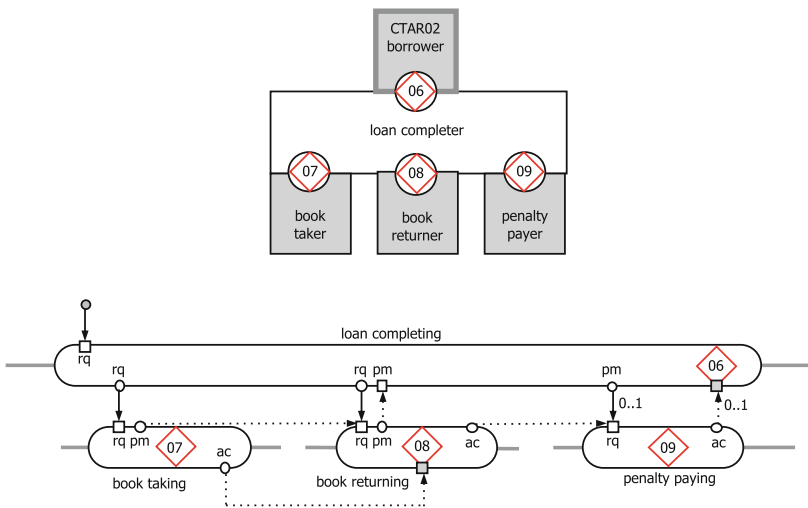 CTAR02
borrower
06
loan completer
07
08
09
book
taker
book
returner
penalty
payer
loan completing
rq
rq
rq pm
pm
06
0..1
0..1
rq pm
07
ac
rq pm
08
ac
rq
09
ac
book taking
book returning
penalty paying